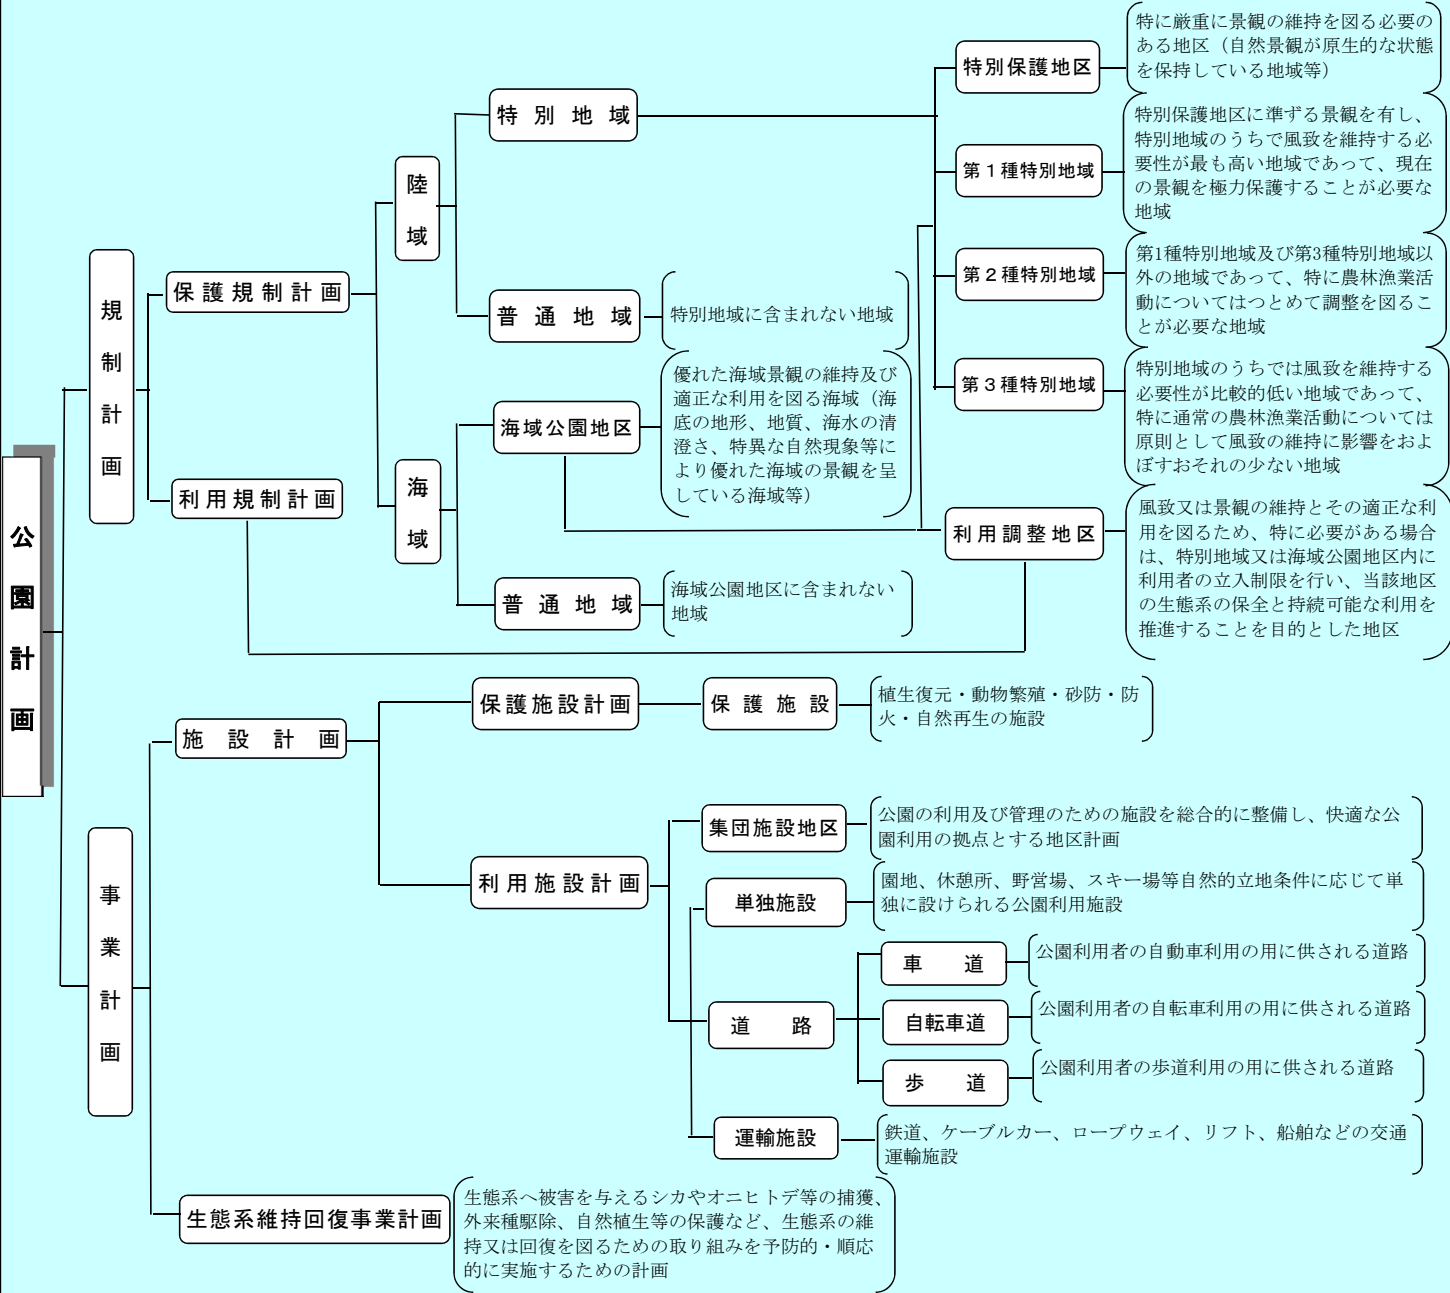 公園計画
規制計画
保護規制計画
陸域
特別地域
特別保護地区
特に厳重に景観の維持を図る必要の
ある地区（自然景観が原生的な状態
を保持している地域等）
第１種特別地域
特別保護地区に準ずる景観を有し、
特別地域のうちで風致を維持する必
要性が最も高い地域であって、現在
の景観を極力保護することが必要な
地域
第２種特別地域
第1種特別地域及び第3種特別地域以
外の地域であって、特に農林漁業活
動についてはつとめて調整を図るこ
とが必要な地域
第３種特別地域
特別地域のうちでは風致を維持する
必要性が比較的低い地域であって、
特に通常の農林漁業活動については
原則として風致の維持に影響をおよ
ぼすおそれの少ない地域
普通地域
特別地域に含まれない地域
海域
海域公園地区
優れた海域景観の維持及び
適正な利用を図る海域（海
底の地形、地質、海水の清
澄さ、特異な自然現象等に
より優れた海域の景観を呈
している海域等）
普通地域
海域公園地区に含まれない
地域
利用規制計画
利用調整地区
風致又は景観の維持とその適正な利
用を図るため、特に必要がある場合
は、特別地域又は海域公園地区内に
利用者の立入制限を行い、当該地区
の生態系の保全と持続可能な利用を
推進することを目的とした地区
事業計画
施設計画
保護施設計画
保護施設
植生復元・動物繁殖・砂防・防
火・自然再生の施設
利用施設計画
集団施設地区
公園の利用及び管理のための施設を総合的に整備し、快適な公
園利用の拠点とする地区計画
単独施設
園地、休憩所、野営場、スキー場等自然的立地条件に応じて単
独に設けられる公園利用施設
道路
車道
公園利用者の自動車利用の用に供される道路
自転車道
公園利用者の自転車利用の用に供される道路
歩道
公園利用者の歩道利用の用に供される道路
運輸施設
鉄道、ケーブルカー、ロープウェイ、リフト、船舶などの交通
運輸施設
生態系維持回復事業計画
生態系へ被害を与えるシカやオニヒトデ等の捕獲、
外来種駆除、自然植生等の保護など、生態系の維
持又は回復を図るための取り組みを予防的・順応
的に実施するための計画